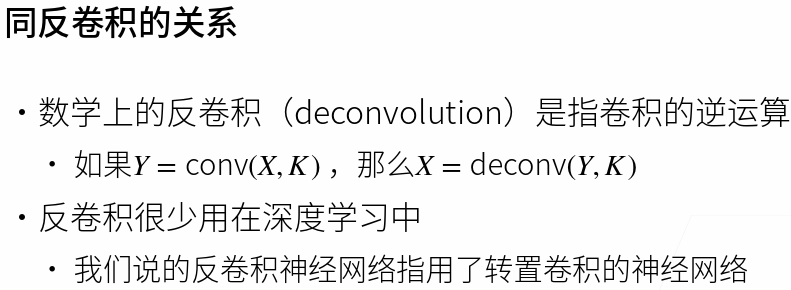 同反卷积的关系
• 数学上的反卷积（deconvolution）是指卷积的逆运算
• 如果Y = conv(X, K)，那么X = deconv(Y, K)
• 反卷积很少用在深度学习中
• 我们说的反卷积神经网络指用了转置卷积的神经网络